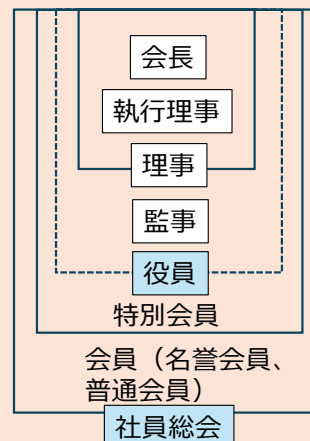 会長
執行理事
理事
監事
役員
特別会員
会員（名誉会員、
普通会員）
社員総会